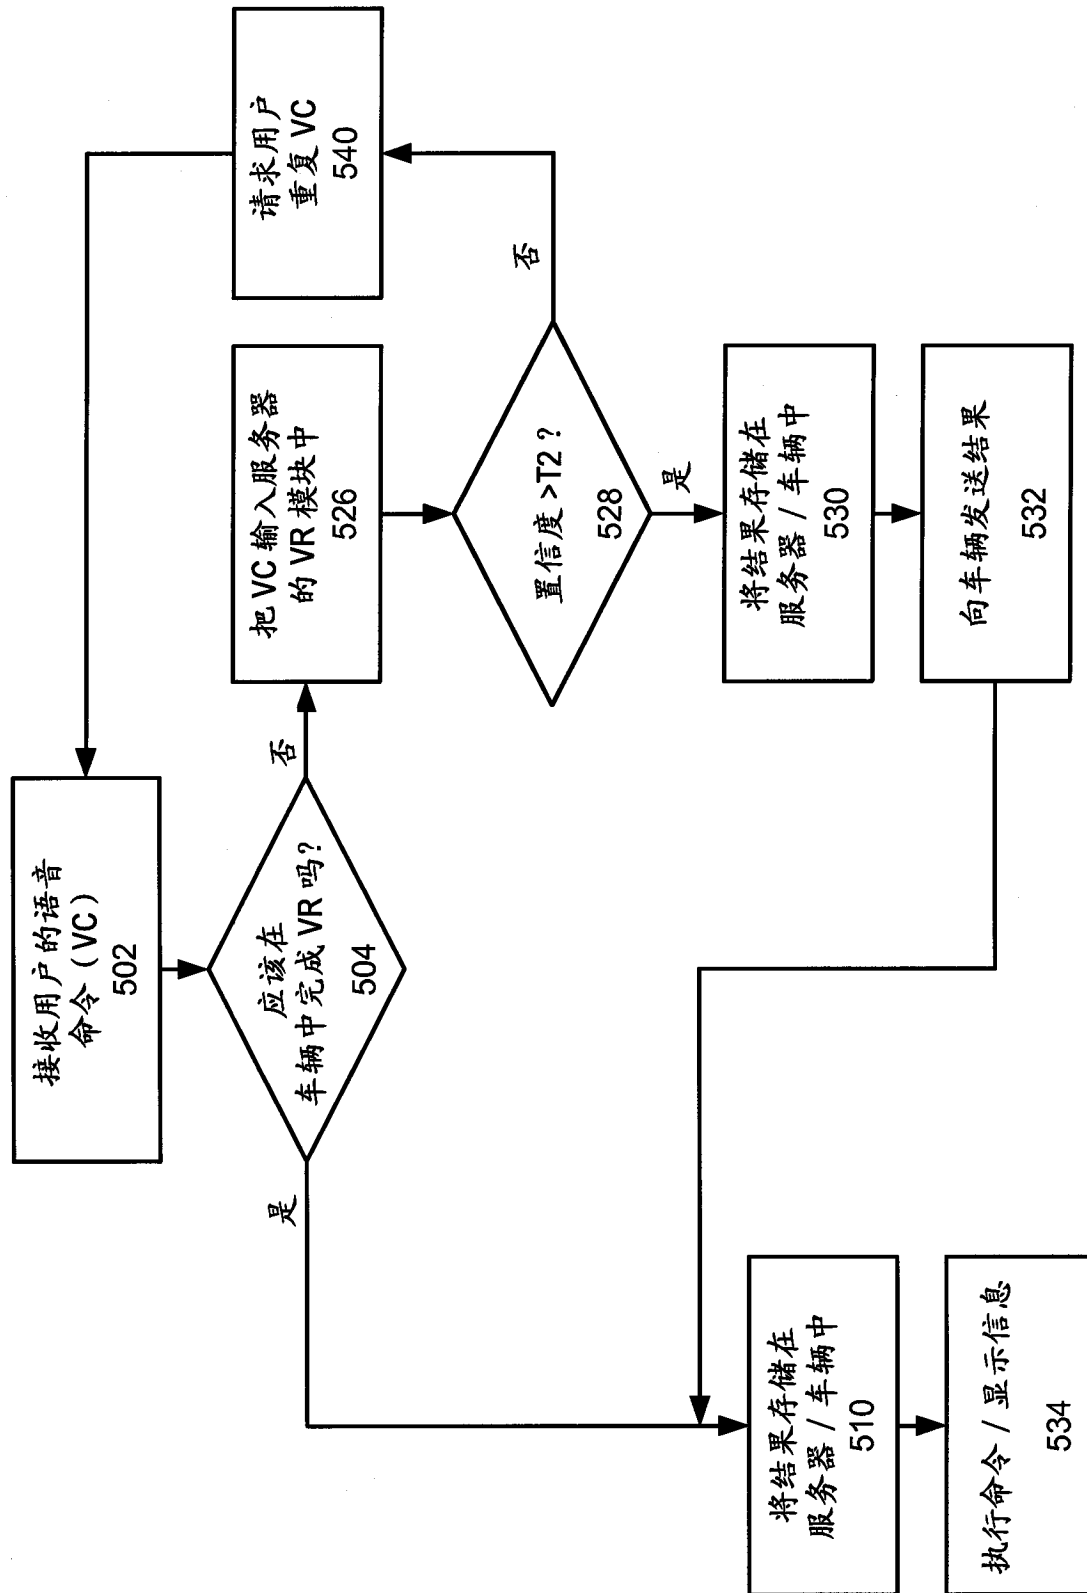 接收用户的语音
命令（VC）
502
应该在
车辆中完成 VR 吗？
504
是
否
把 VC 输入服务器
的 VR 模块中
526
置信度 >T2？
528
否
是
请求用户
重复 VC
540
将结果存储在
服务器 / 车辆中
530
向车辆发送结果
532
将结果存储在
服务器 / 车辆中
510
执行命令 / 显示信息
534